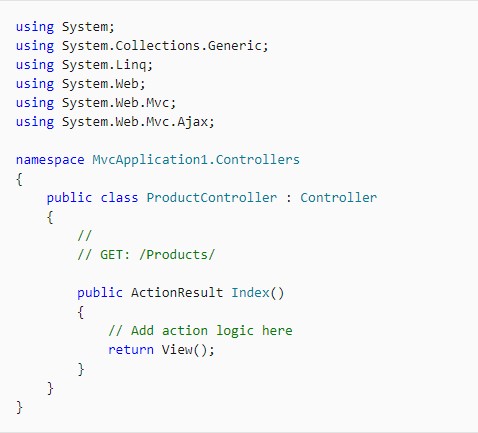 using System;
using System.Collections.Generic;
using System.Linq;
using System.Web;
using System.Web.Mvc;
using System.Web.Mvc.Ajax;

namespace MvcApplication1.Controllers
{
    public class ProductController : Controller
    {
        //
        // GET: /Products/

        public ActionResult Index()
        {
            // Add action logic here
            return View();
        }
    }
}